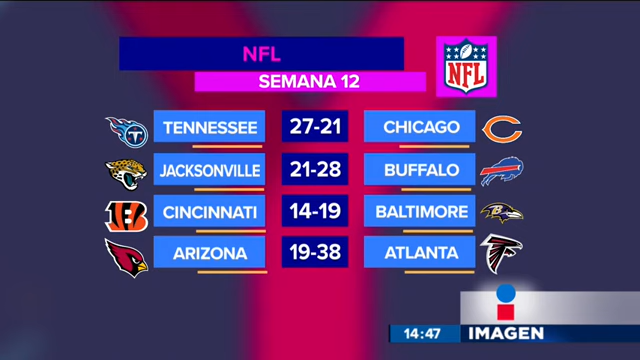 NFL
SEMANA 12
NFL
TENNESSEE 27-21 CHICAGO
JACKSONVILLE 21-28 BUFFALO
CINCINNATI 14-19 BALTIMORE
ARIZONA 19-38 ATLANTA
14:47 IMAGEN